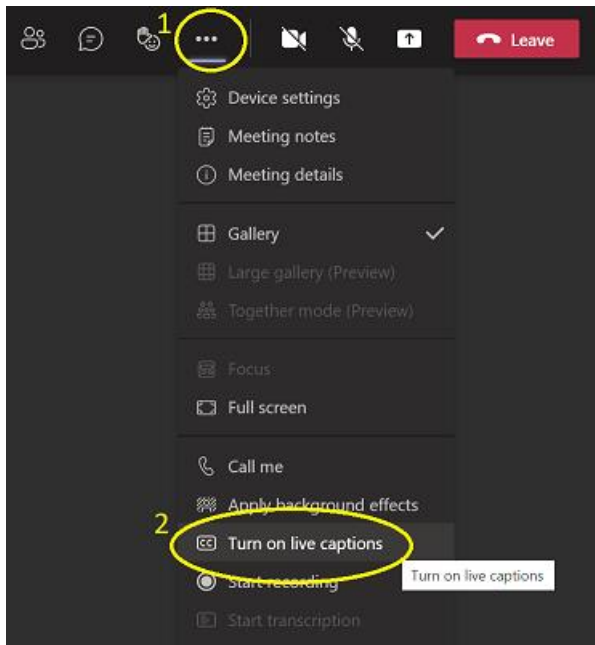 1
Leave
Device settings
Meeting notes
Meeting details
Gallery
Large gallery (Preview)
Together mode (Preview)
Focus
Full screen
Call me
Apply background effects
2
CC Turn on live captions
Turn on live captions
Start recording
Start transcription